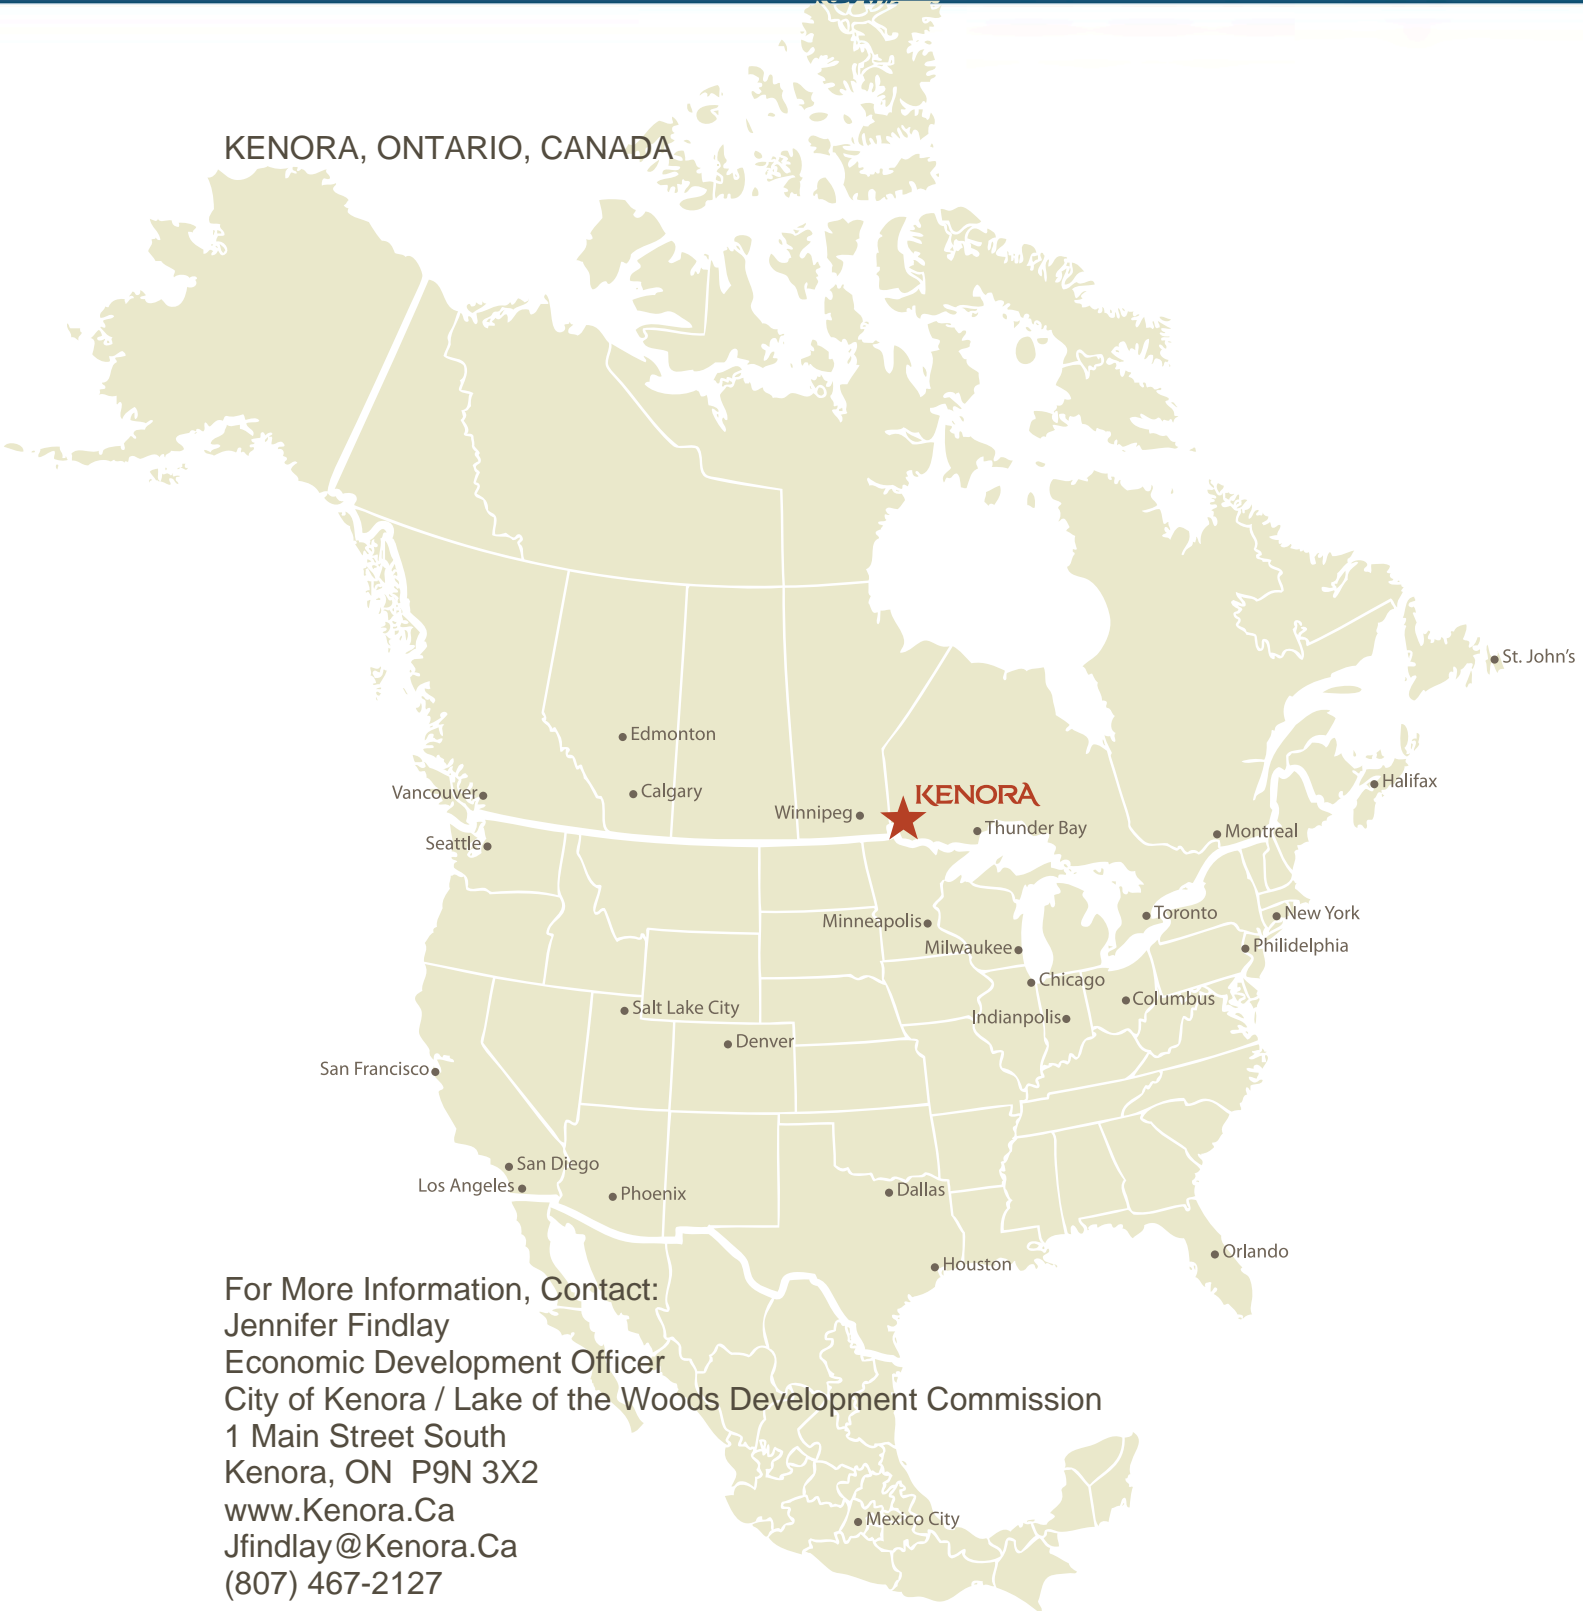 KENORA, ONTARIO, CANADA
St. John's
Edmonton
Calgary
Vancouver
Halifax
KENORA
Winnipeg
Thunder Bay
Montreal
Seattle
Toronto
New York
Minneapolis
Milwaukee
Philidelphia
Chicago
Columbus
Salt Lake City
Indianpolis
Denver
San Francisco
San Diego
Los Angeles
Phoenix
Dallas
Orlando
Houston
For More Information, Contact:
Jennifer Findlay
Economic Development Officer
City of Kenora / Lake of the Woods Development Commission
1 Main Street South
Kenora, ON  P9N 3X2
www.Kenora.Ca
Mexico City
Jfindlay@Kenora.Ca
(807) 467-2127